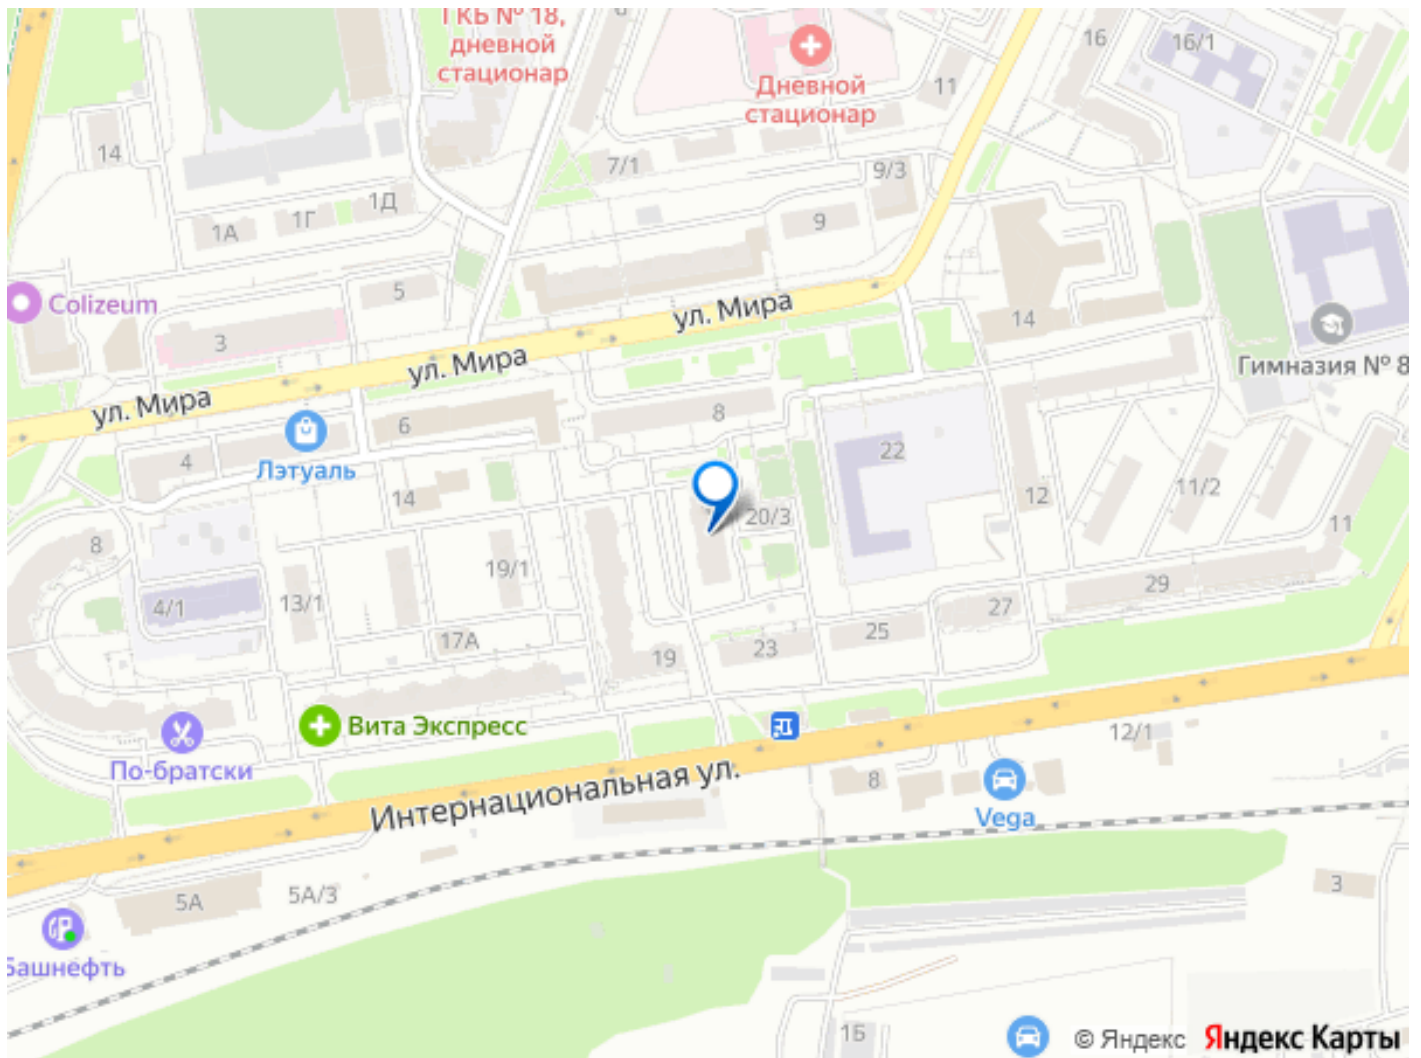 ГКБ № 18,
дневной
стационар
Дневной
стационар
11
16
16/1
14
7/1
9/3
1А
1Г
1Д
9
Colizeum
5
3
ул. Мира
ул. Мира
ул. Мира
14
Гимназия № 8
6
8
4
Лэтуаль
22
14
12
11/2
20/3
11
8
19/1
4/1
13/1
29
27
17А
25
19
23
Вита Экспресс
По-братски
12/1
Интернациональная ул.
8
Vega
5А
5А/3
3
Башнефть
1Б
© Яндекс Яндекс Карты